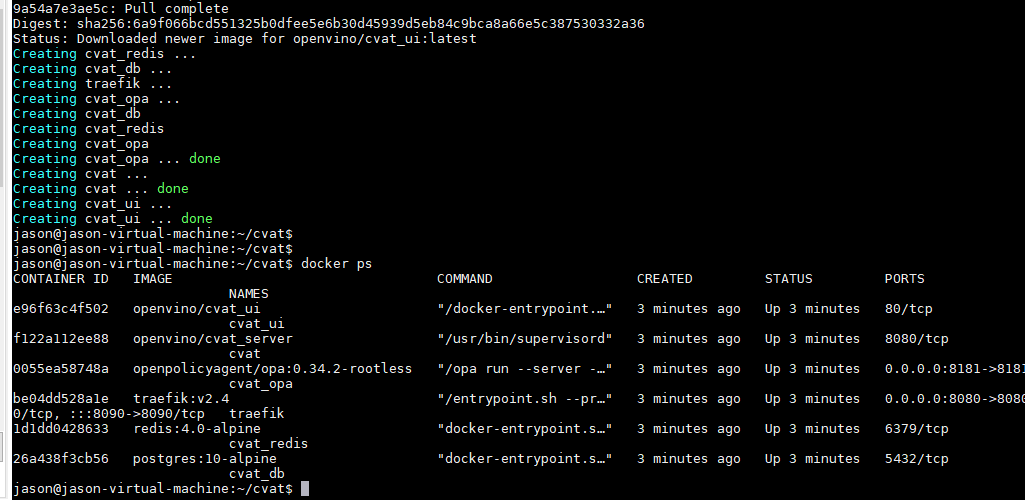 9a54a7e3ae5c: Pull complete
Digest: sha256:6a9f066bcd551325b0dfee5e6b30d45939d5eb84c9bca8a66e5c387530332a36
Status: Downloaded newer image for openvino/cvat_ui:latest
Creating cvat_redis ...
Creating cvat_db ...
Creating traefik ...
Creating cvat_opa ...
Creating cvat_db
Creating cvat_redis
Creating cvat_opa
Creating cvat_opa ... done
Creating cvat ...
Creating cvat ... done
Creating cvat_ui ...
Creating cvat_ui ... done
jason@jason-virtual-machine:~/cvat$
jason@jason-virtual-machine:~/cvat$
jason@jason-virtual-machine:~/cvat$ docker ps
CONTAINER ID   IMAGE                                 COMMAND                  CREATED         STATUS         PORTS
                           NAMES
e96f63c4f502   openvino/cvat_ui                      "/docker-entrypoint.…"   3 minutes ago   Up 3 minutes   80/tcp
                           cvat_ui
f122a112ee88   openvino/cvat_server                  "/usr/bin/supervisord"   3 minutes ago   Up 3 minutes   8080/tcp
                           cvat
0055ea58748a   openpolicyagent/opa:0.34.2-rootless   "/opa run --server -…"   3 minutes ago   Up 3 minutes   0.0.0.0:8181->8181
                           cvat_opa
be04dd528a1e   traefik:v2.4                          "/entrypoint.sh --pr…"   3 minutes ago   Up 3 minutes   0.0.0.0:8080->8080
0/tcp, :::8090->8090/tcp   traefik
1d1dd0428633   redis:4.0-alpine                      "docker-entrypoint.s…"   3 minutes ago   Up 3 minutes   6379/tcp
                           cvat_redis
26a438f3cb56   postgres:10-alpine                    "docker-entrypoint.s…"   3 minutes ago   Up 3 minutes   5432/tcp
                           cvat_db
jason@jason-virtual-machine:~/cvat$